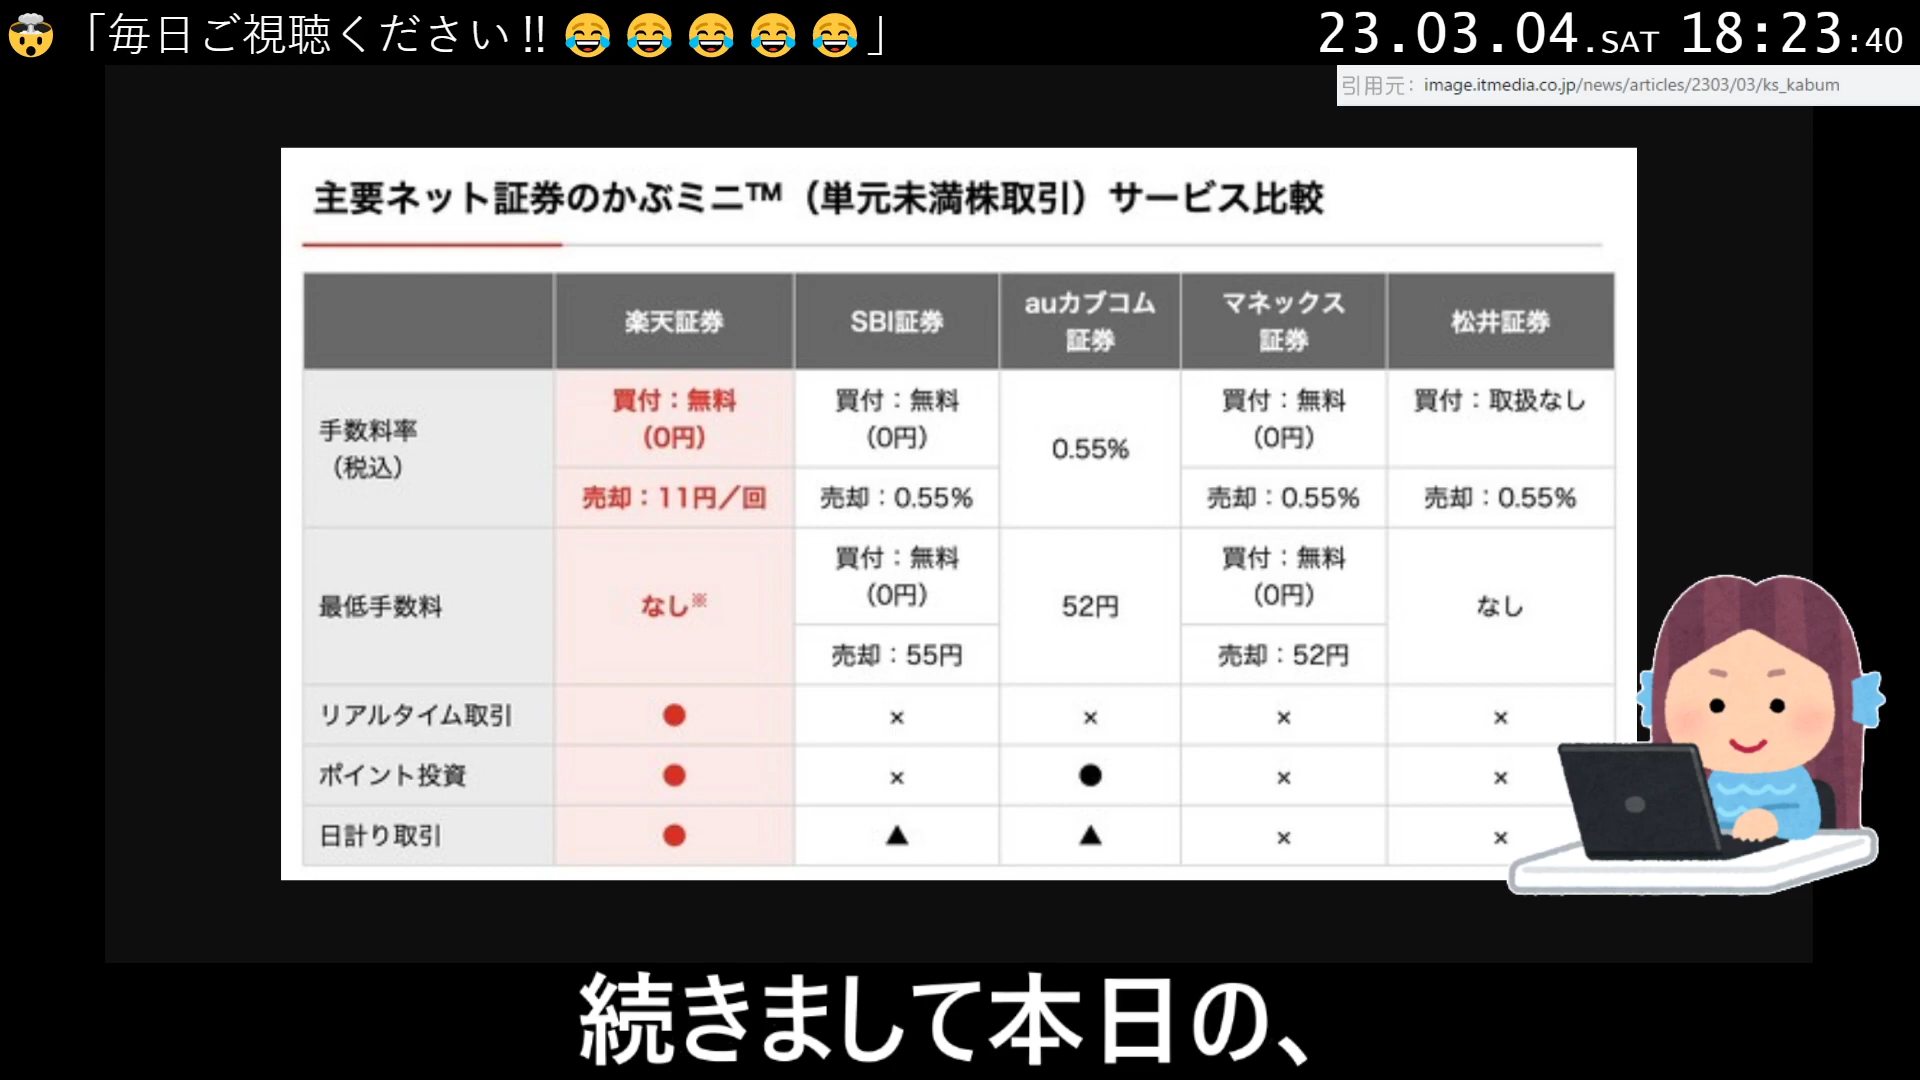 🤯「毎日ご視聴ください!!😂😂😂😂😂」
23.03.04.SAT 18:23:40
引用元: image.itmedia.co.jp/news/articles/2303/03/ks_kabum
主要ネット証券のかぶミニ™（単元未満株取引）サービス比較
楽天証券 SBI証券 auカブコム証券 マネックス証券 松井証券
手数料率（税込）
買付：無料（0円） 買付：無料（0円） 0.55% 買付：無料（0円） 買付：取扱なし
売却：11円／回 売却：0.55% 売却：0.55% 売却：0.55%
最低手数料
なし※ 買付：無料（0円） 52円 買付：無料（0円） なし
売却：55円 売却：52円
リアルタイム取引 ● × × × ×
ポイント投資 ● × ● × ×
日計り取引 ● ▲ ▲ × ×
続きまして本日の、